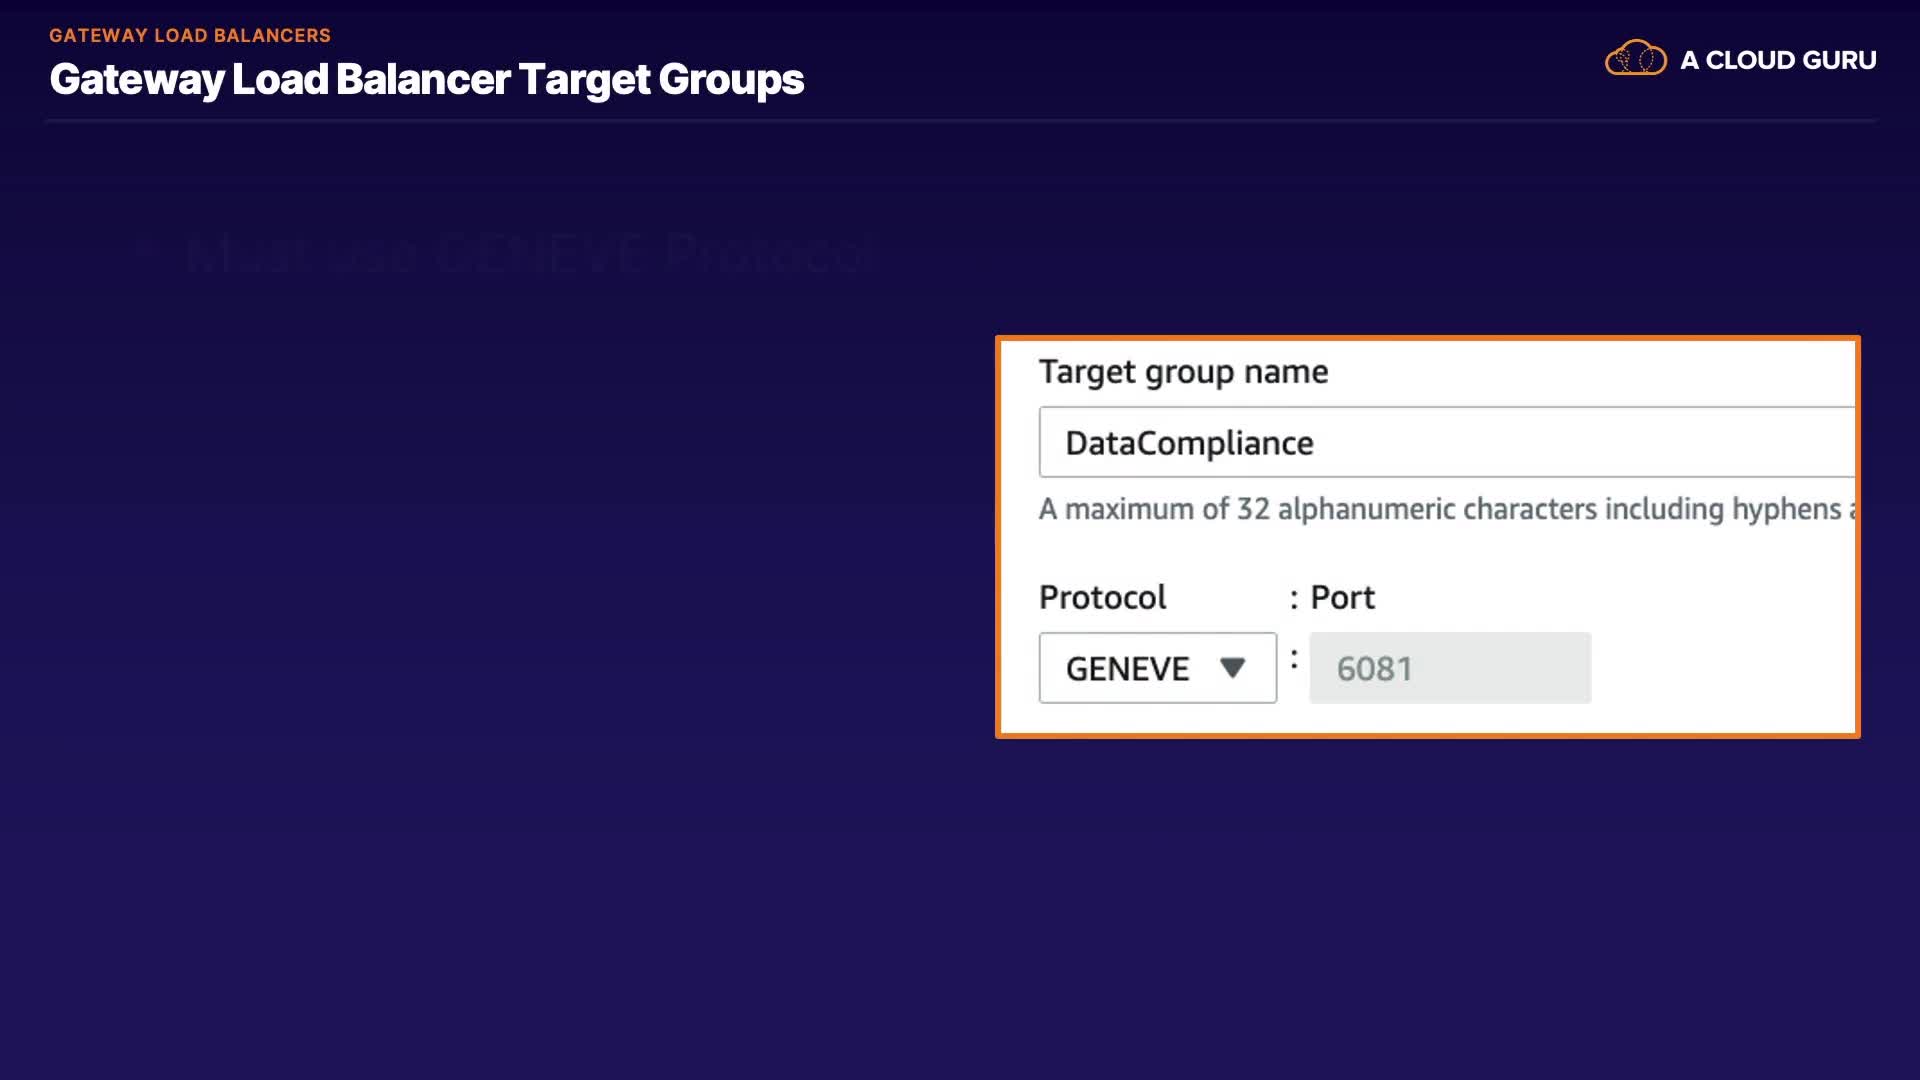 GATEWAY LOAD BALANCERS
Gateway Load Balancer Target Groups
A CLOUD GURU
• Must use GENEVE Protocol
Target group name
DataCompliance
A maximum of 32 alphanumeric characters including hyphens
Protocol : Port
GENEVE : 6081